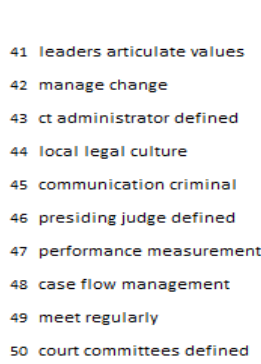 41 leaders articulate values
42 manage change
43 ct administrator defined
44 local legal culture
45 communication criminal
46 presiding judge defined
47 performance measurement
48 case flow management
49 meet regularly
50 court committees defined